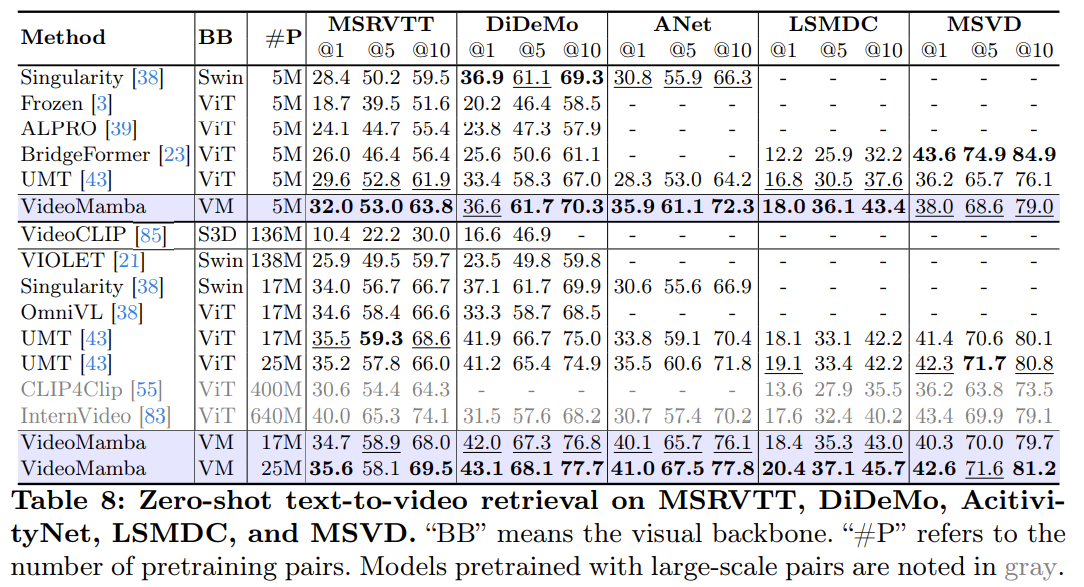 Method BB #P MSRVTT DiDeMo ANet LSMDC MSVD
@1 @5 @10 @1 @5 @10 @1 @5 @10 @1 @5 @10 @1 @5 @10
Singularity [38] Swin 5M 28.4 50.2 59.5 36.9 61.1 69.3 30.8 55.9 66.3 - - - - - -
Frozen [3] ViT 5M 18.7 39.5 51.6 20.2 46.4 58.5 - - - - - - - - -
ALPRO [39] ViT 5M 24.1 44.7 55.4 23.8 47.3 57.9 - - - - - - - - -
BridgeFormer [23] ViT 5M 26.0 46.4 56.4 25.6 50.6 61.1 - - - 12.2 25.9 32.2 43.6 74.9 84.9
UMT [43] ViT 5M 29.6 52.8 61.9 33.4 58.3 67.0 28.3 53.0 64.2 16.8 30.5 37.6 36.2 65.7 76.1
VideoMamba VM 5M 32.0 53.0 63.8 36.6 61.7 70.3 35.9 61.1 72.3 18.0 36.1 43.4 38.0 68.6 79.0
VideoCLIP [85] S3D 136M 10.4 22.2 30.0 16.6 46.9 - - - - - - - - - -
VIOLET [21] Swin 138M 25.9 49.5 59.7 23.5 49.8 59.8 - - - - - - - - -
Singularity [38] Swin 17M 34.0 56.7 66.7 37.1 61.7 69.9 30.6 55.6 66.9 - - - - - -
OmniVL [38] ViT 17M 34.6 58.4 66.6 33.3 58.7 68.5 - - - - - - - - -
UMT [43] ViT 17M 35.5 59.3 68.6 41.9 66.7 75.0 33.8 59.1 70.4 18.1 33.1 42.2 41.4 70.6 80.1
UMT [43] ViT 25M 35.2 57.8 66.0 41.2 65.4 74.9 35.5 60.6 71.8 19.1 33.4 42.2 42.3 71.7 80.8
CLIP4Clip [55] ViT 400M 30.6 54.4 64.3 - - - - - - 13.6 27.9 35.5 36.2 63.8 73.5
InternVideo [83] ViT 640M 40.0 65.3 74.1 31.5 57.6 68.2 30.7 57.4 70.2 17.6 32.4 40.2 43.4 69.9 79.1
VideoMamba VM 17M 34.7 58.9 68.0 42.0 67.3 76.8 40.1 65.7 76.1 18.4 35.3 43.0 40.3 70.0 79.7
VideoMamba VM 25M 35.6 58.1 69.5 43.1 68.1 77.7 41.0 67.5 77.8 20.4 37.1 45.7 42.6 71.6 81.2
Table 8: Zero-shot text-to-video retrieval on MSRVTT, DiDeMo, Acitivi-
tyNet, LSMDC, and MSVD. “BB” means the visual backbone. “#P” refers to the
number of pretraining pairs. Models pretrained with large-scale pairs are noted in gray.